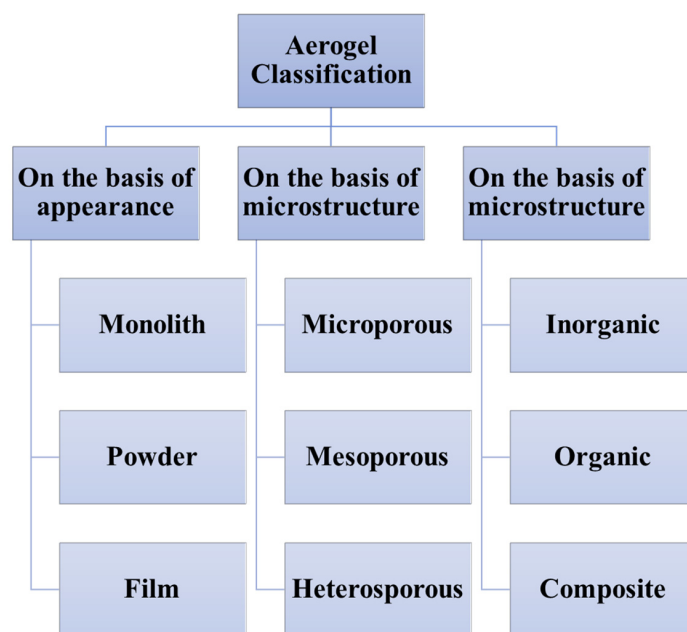 Aerogel
Classification
On the basis of
appearance
On the basis of
microstructure
On the basis of
microstructure
Monolith
Microporous
Inorganic
Powder
Mesoporous
Organic
Film
Heterosporous
Composite